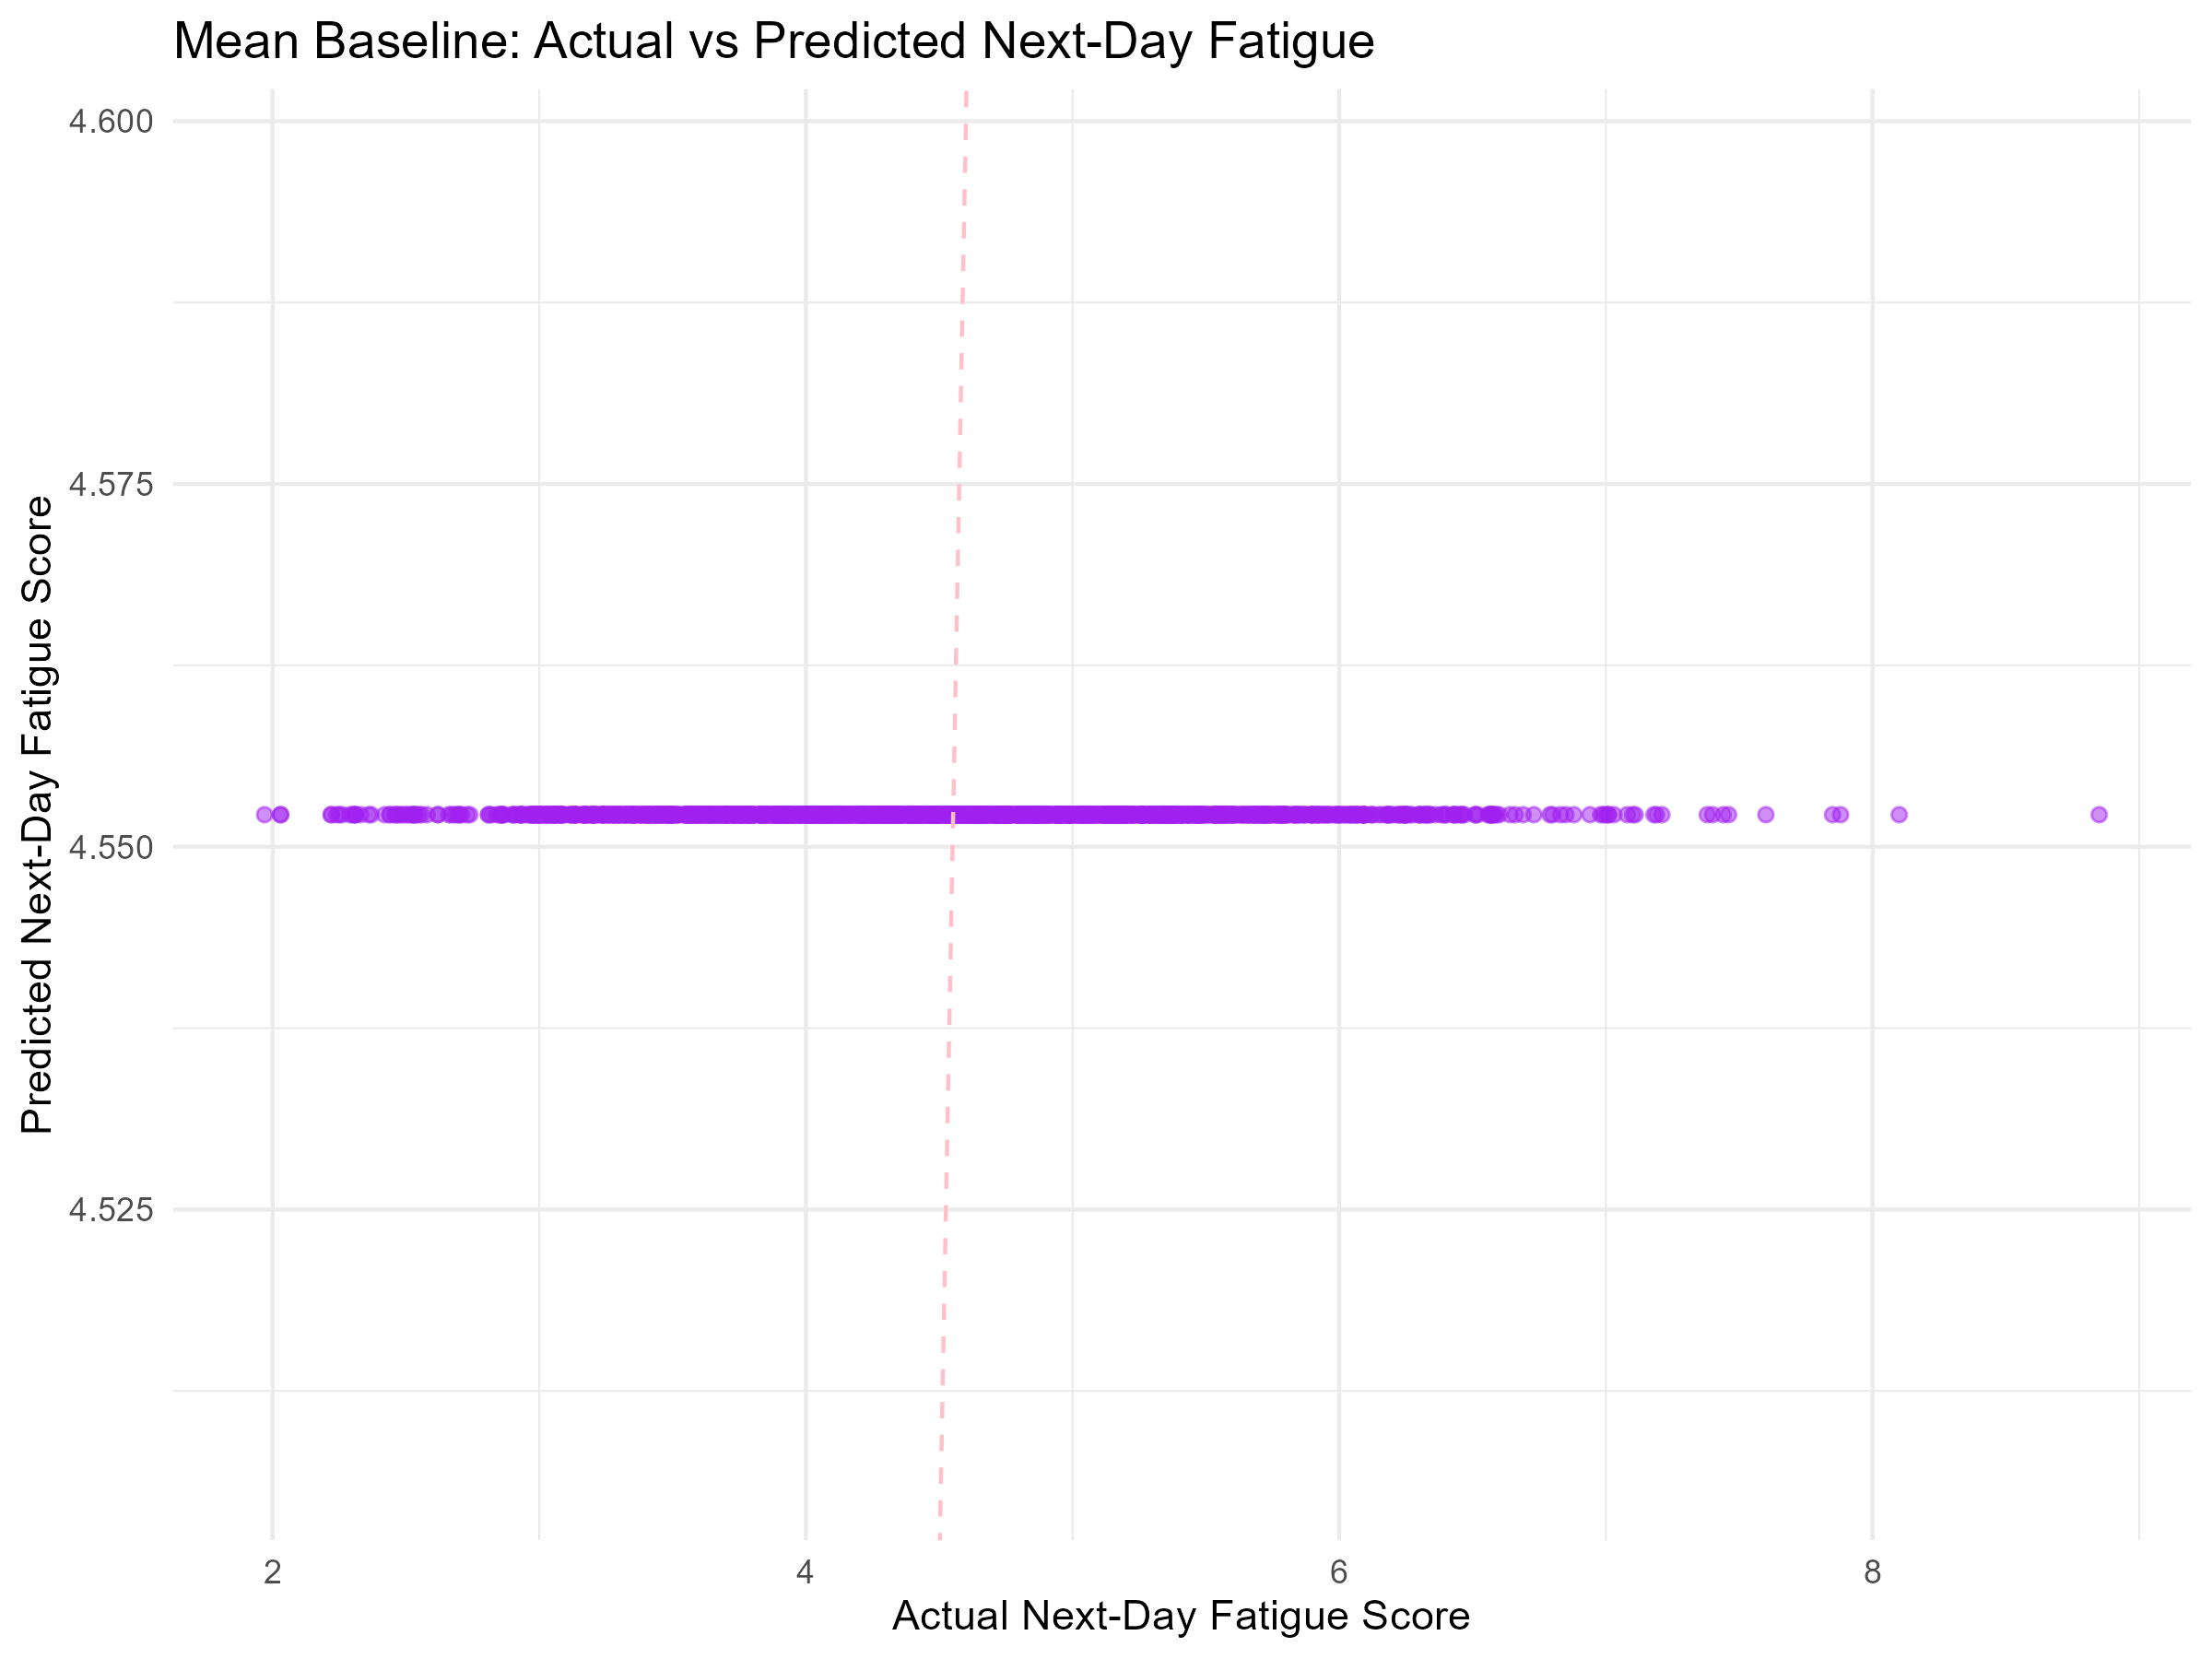 Mean Baseline: Actual vs Predicted Next-Day Fatigue
Predicted Next-Day Fatigue Score
4.600
4.575
4.550
4.525
2
4
6
8
Actual Next-Day Fatigue Score